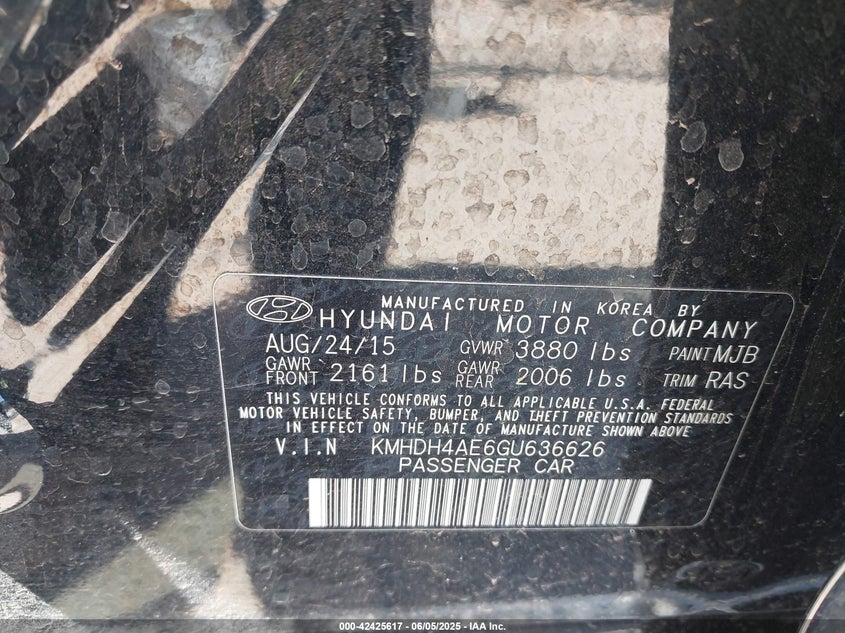 MANUFACTURED IN KOREA BY
HYUNDAI MOTOR COMPANY
AUG/24/15 GVWR 3880 lbs PAINT MJB
GAWR FRONT 2161 lbs GAWR REAR 2006 lbs TRIM RAS
THIS VEHICLE CONFORMS TO ALL APPLICABLE U.S.A. FEDERAL
MOTOR VEHICLE SAFETY, BUMPER, AND THEFT PREVENTION STANDARDS
IN EFFECT ON THE DATE OF MANUFACTURE SHOWN ABOVE
V.I.N KMHDH4AE6GU636626
PASSENGER CAR
000-42425617 - 06/05/2025 - IAA Inc.